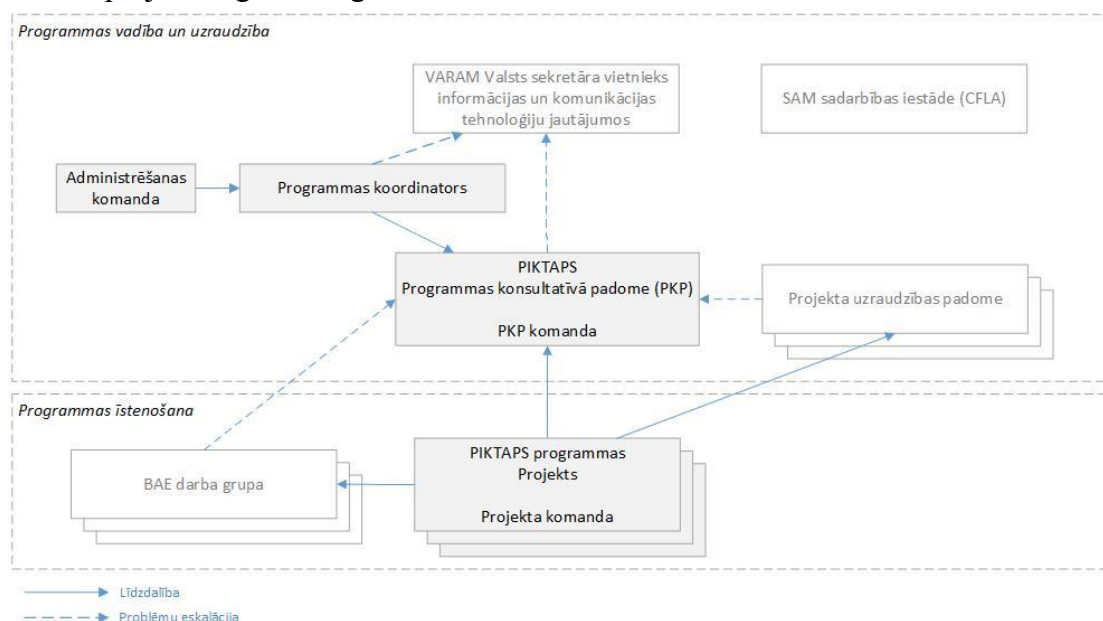 Programmas vadība un uzraudzība
VARAM Valsts sekretāra vietnieks
informācijas un komunikācijas
tehnoloģiju jautājumos
SAM sadarbības iestāde (CFLA)
Administrēšanas
komanda
Programmas koordinators
PIKTAPS
Programmas konsultatīvā padome (PKP)
PKP komanda
Projekta uzraudzības padome
Programmas īstenošana
BAE darba grupa
PIKTAPS programmas
Projekts
Projekta komanda
Līdzdalība
Problēmu eskalācija